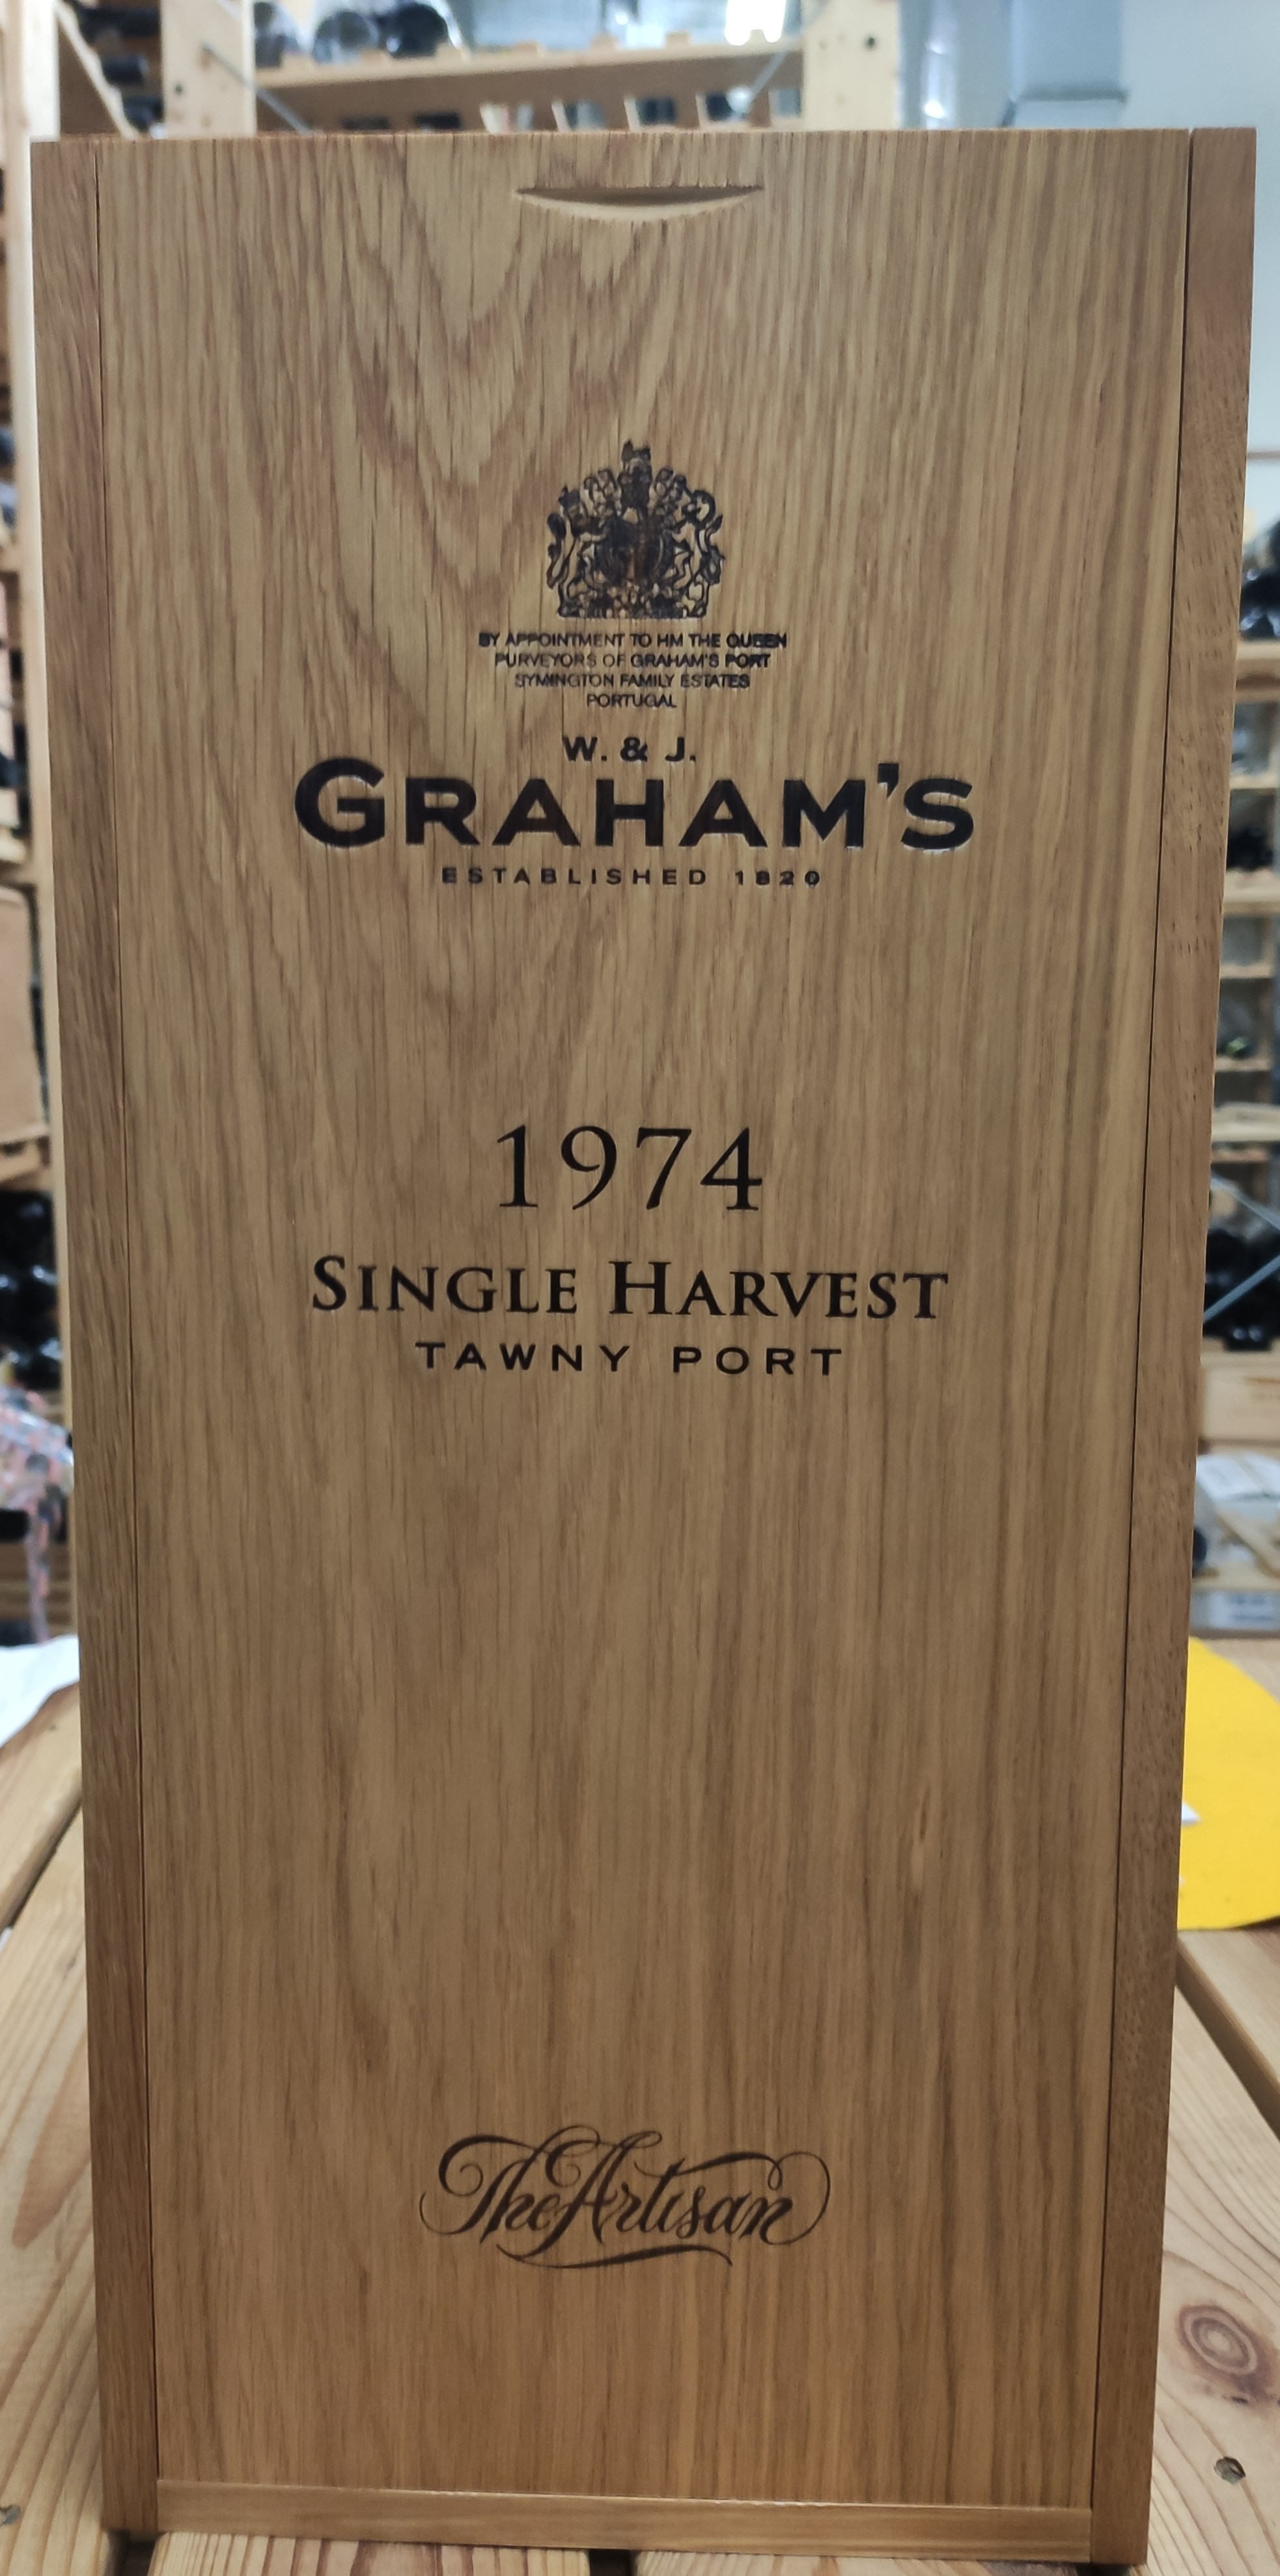 BY APPOINTMENT TO HM THE QUEEN
PURVEYORS OF GRAHAM'S PORT
SYMINGTON FAMILY ESTATES
PORTUGAL
W. & J.
GRAHAM'S
ESTABLISHED 1820
1974
SINGLE HARVEST
TAWNY PORT
The Artisan